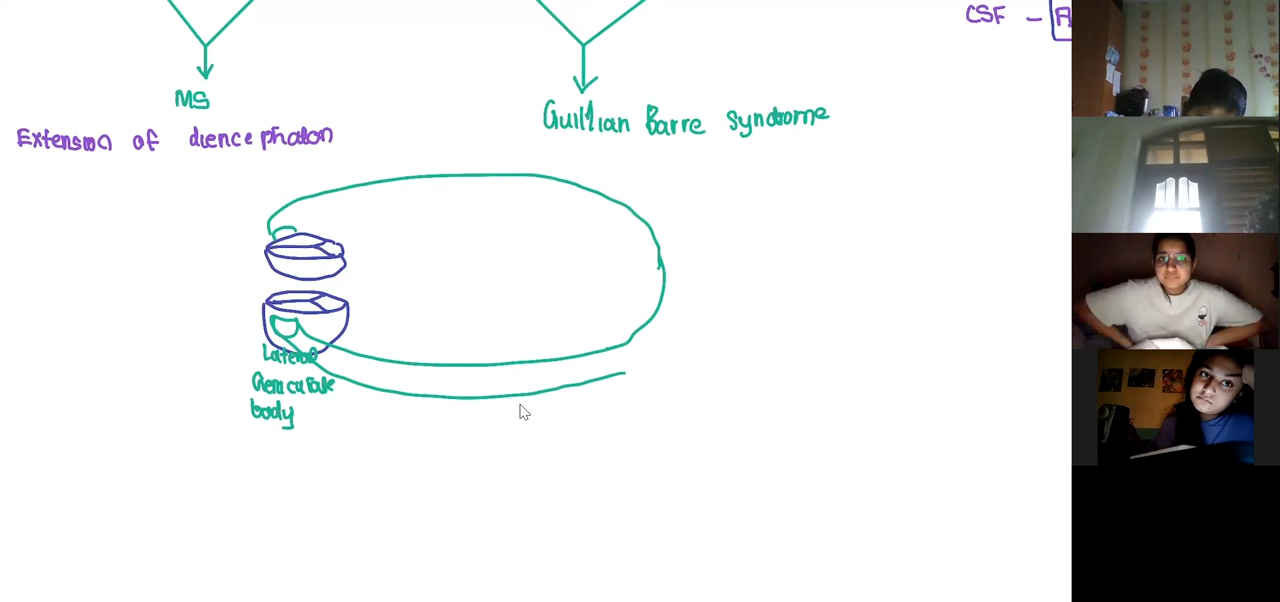 CSF –
MS
Guillian Barre syndrome
Extension of diencephalon
Lateral
Geniculate
body